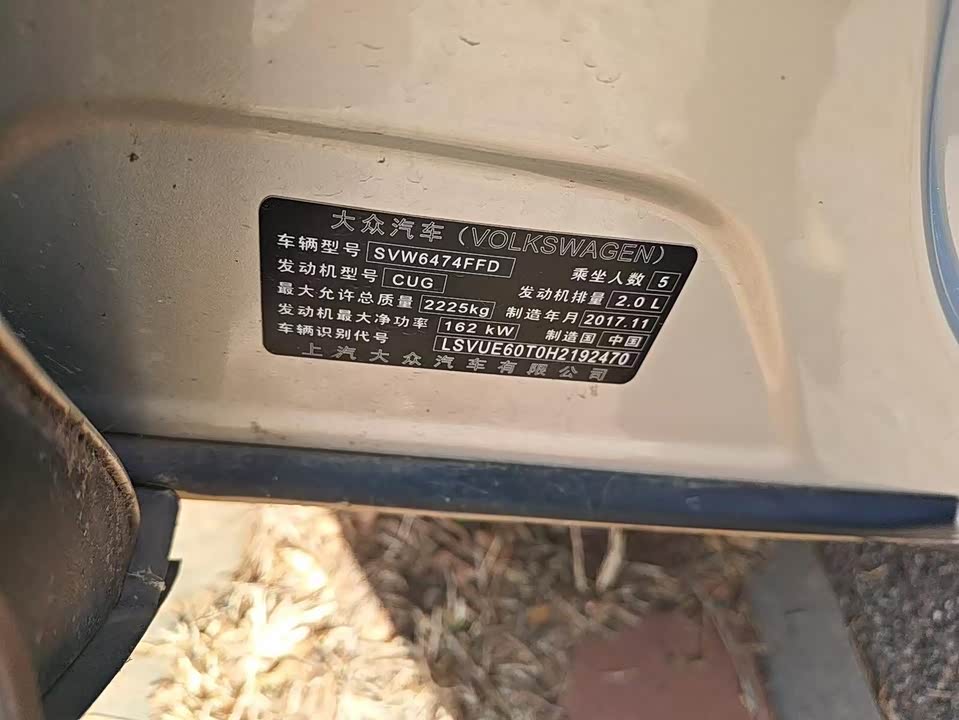 大众汽车（VOLKSWAGEN）
车辆型号 SVW6474FFD 乘坐人数 5
发动机型号 CUG 发动机排量 2.0 L
最大允许总质量 2225kg 制造年月 2017.11
发动机最大净功率 162 kW 制造国 中国
车辆识别代号 LSVUE60T0H2192470
上汽大众汽车有限公司